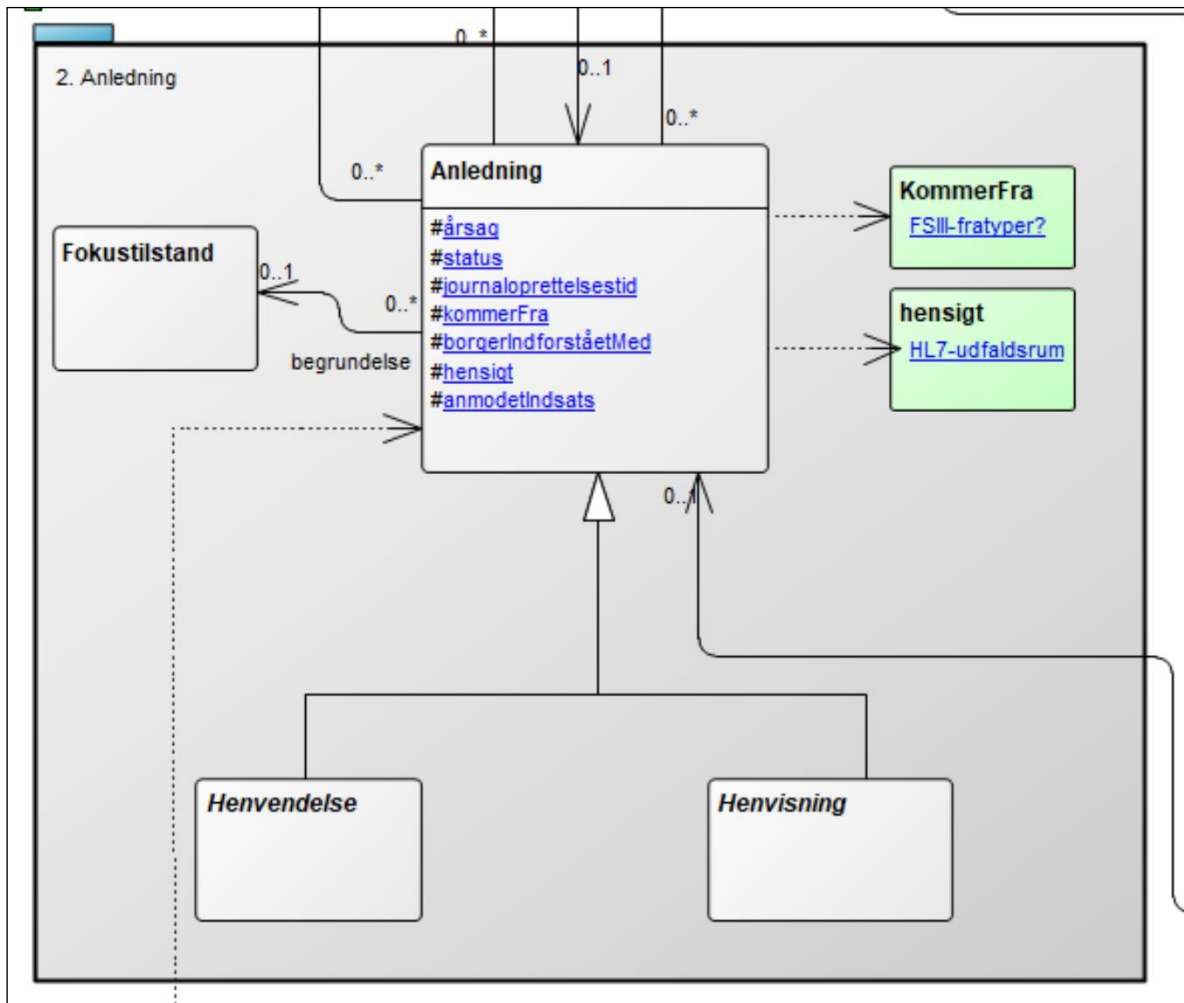 0..*
0..1
2. Anledning
0..*
0..*
Anledning
KommerFra
#årsag
FSIII-fratyper?
Fokustilstand
#status
0..1
#journaloprettelsestid
0..*
#kommerFra
hensigt
#borgerIndforståetMed
HL7-udfaldsrum
begrundelse
#hensigt
#anmodetIndsats
0..1
Henvendelse
Henvisning